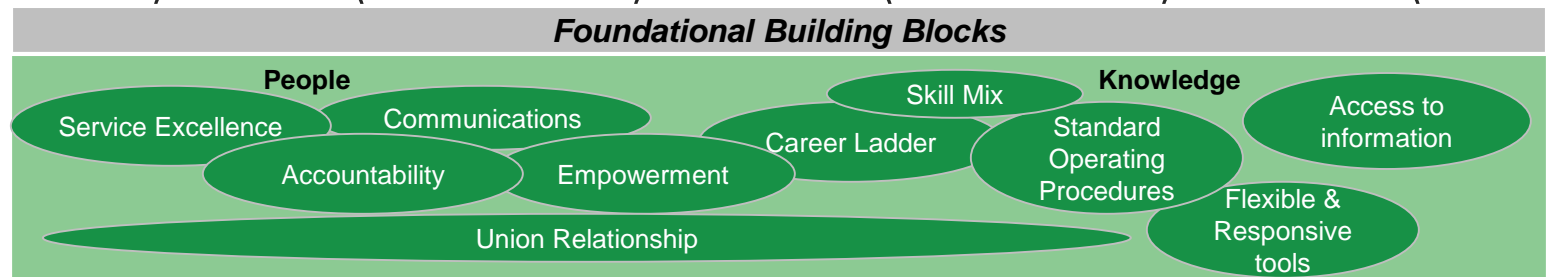 Foundational Building Blocks
People
Knowledge
Skill Mix
Access to
information
Service Excellence
Communications
Career Ladder
Standard
Operating
Procedures
Accountability
Empowerment
Flexible &
Responsive
tools
Union Relationship